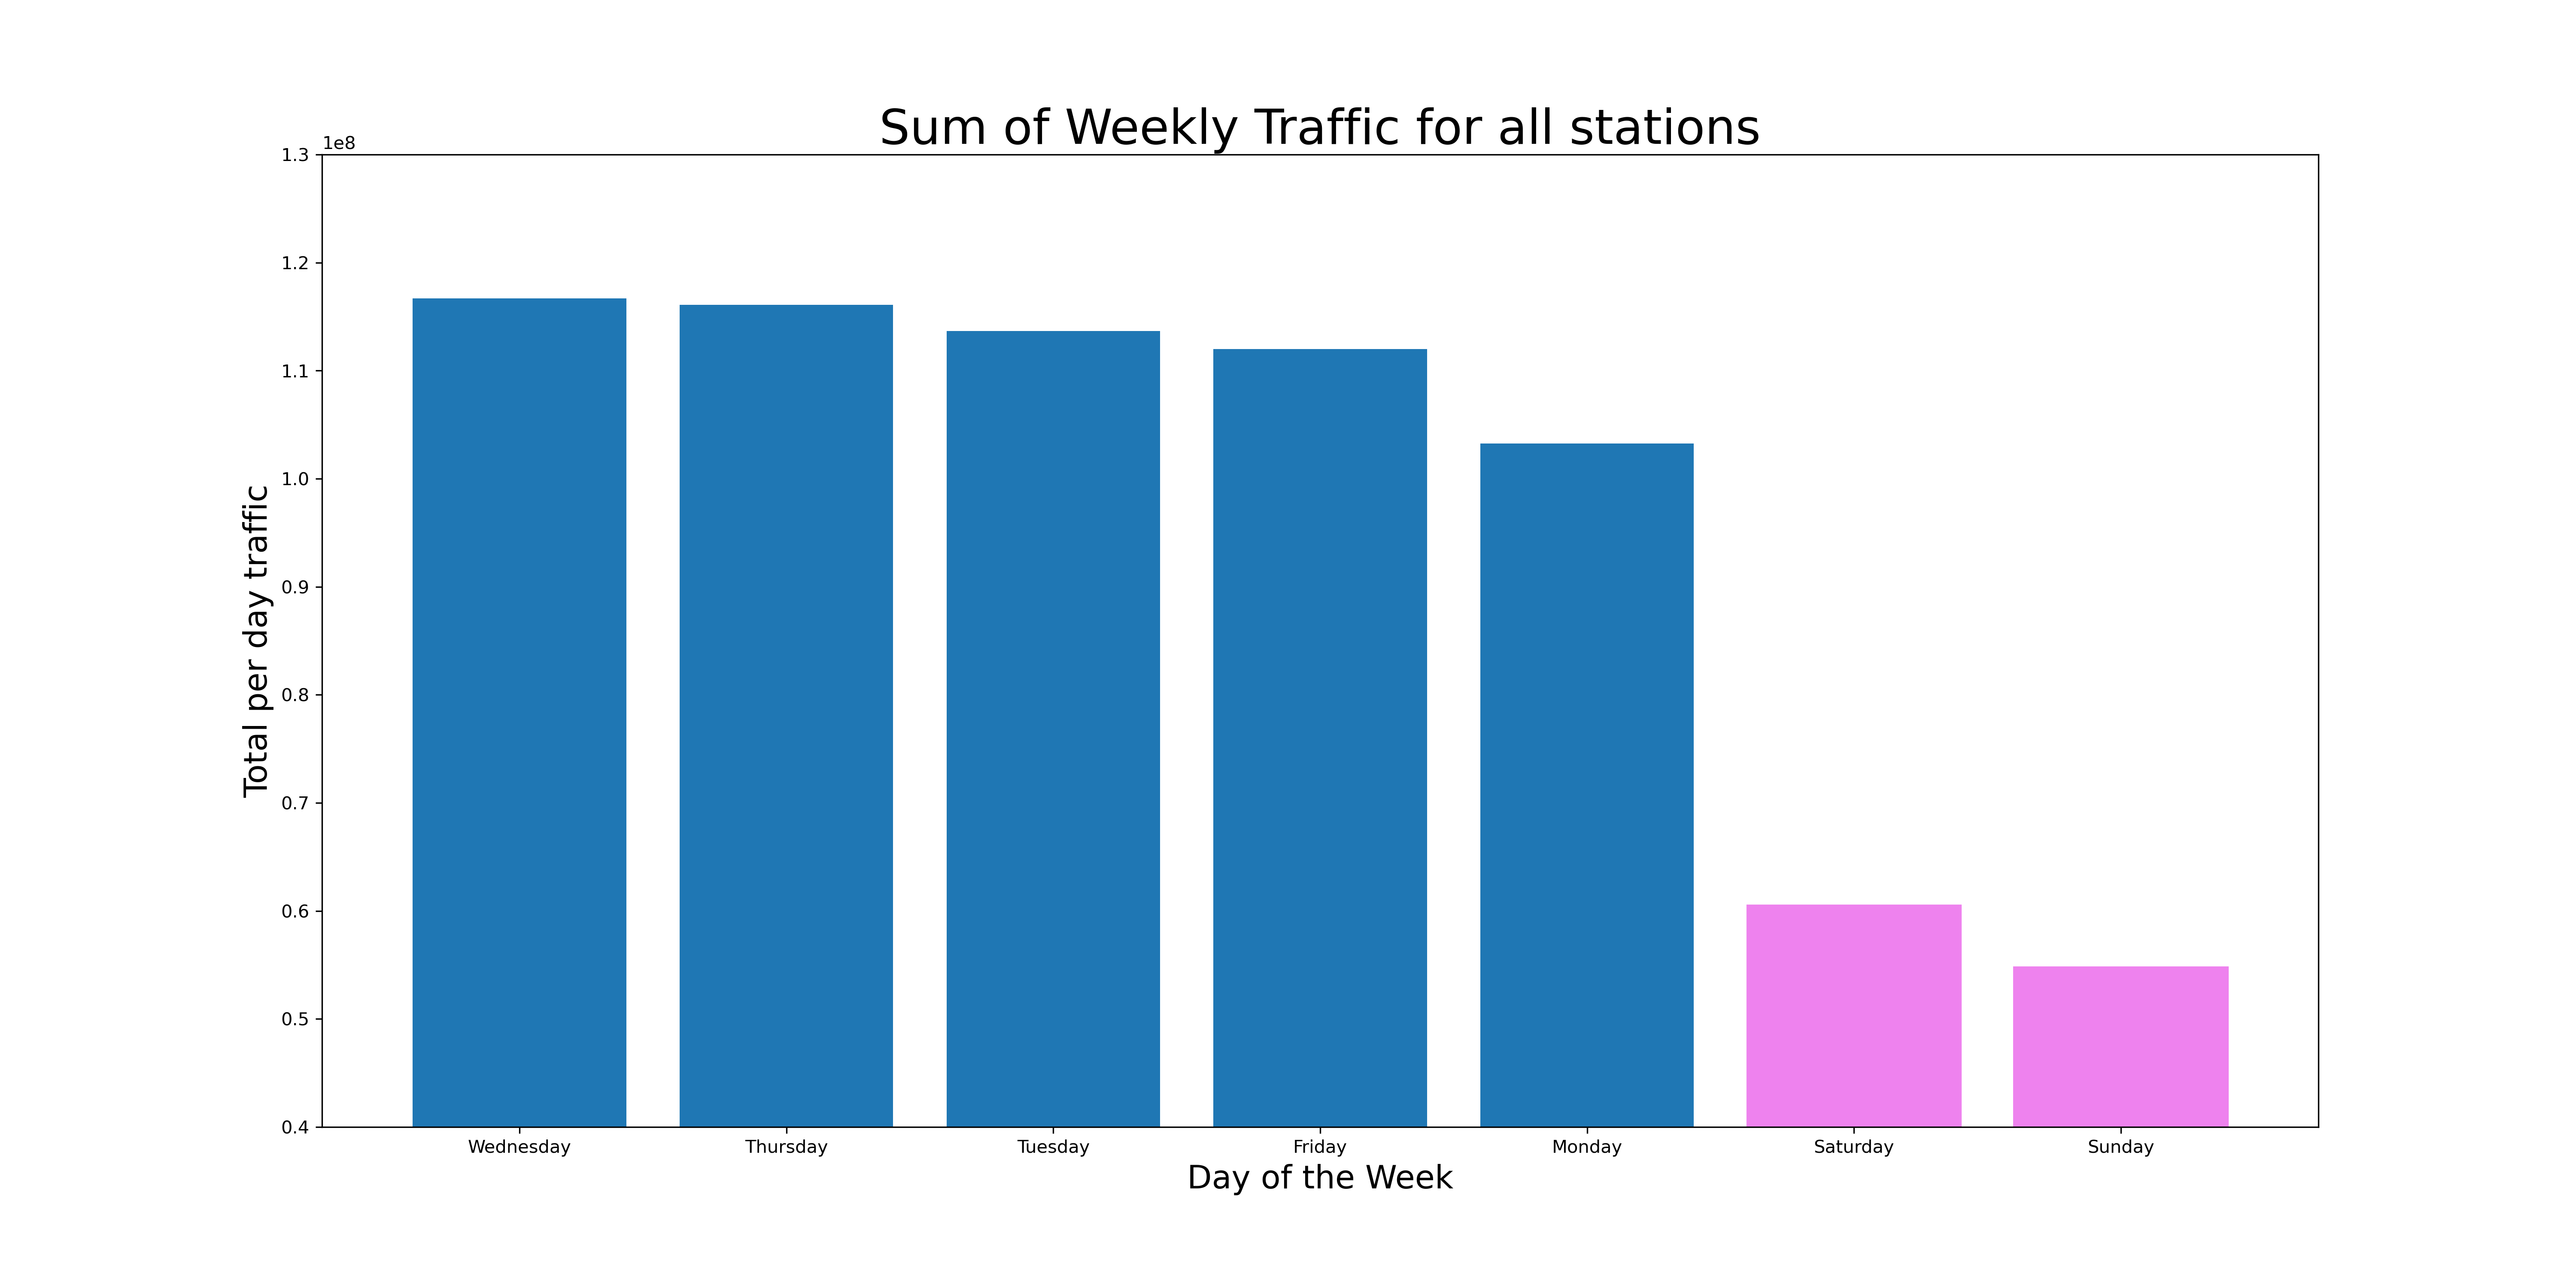 Sum of Weekly Traffic for all stations
1e8
1.3
1.2
1.1
1.0
0.9
0.8
0.7
0.6
0.5
0.4
Total per day traffic
Wednesday Thursday Tuesday Friday Monday Saturday Sunday
Day of the Week